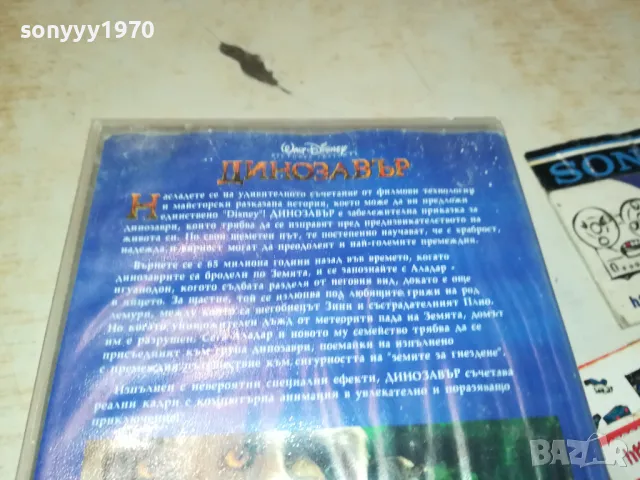 sonyyy1970
Walt Disney
ДИНОЗАВЪР
Насладете се на удивителното съчетание от филмови технологии
и майсторски разказана история, което може да ви предложи
единствено "Disney"! ДИНОЗАВЪР е забележителна приказка за
динозаври, които трябва да се изправят пред предизвикателството на
живота си. По своя нелегкия път, те постепенно научават, че с храброст,
надежда и вярност могат да преодолеят и най-големите премеждия.
Върнете се с 65 милиона години назад във времето, когато
динозаврите са бродели по Земята, и се запознайте с Аладар -
игуанодон, когото съдбата разделя от неговия вид, докато е още
в яйцето. За щастие, той се излюпва под любящите грижи на род
лемури, между които са шегобиецът Зини и състрадателният Плио.
Но когато дъжд от метеорити пада на Земята, домът
им е разрушен. Сега Аладар и новото му семейство трябва да се
присъединят към група динозаври, поемайки на изпълнено
с премеждия пътешествие към сигурността на "земите за гнездене".
Изпълнен с невероятни специални ефекти, ДИНОЗАВЪР съчетава
реални кадри с компютърна анимация в увлекателно и поразяващо
приключение!
SON
bazar